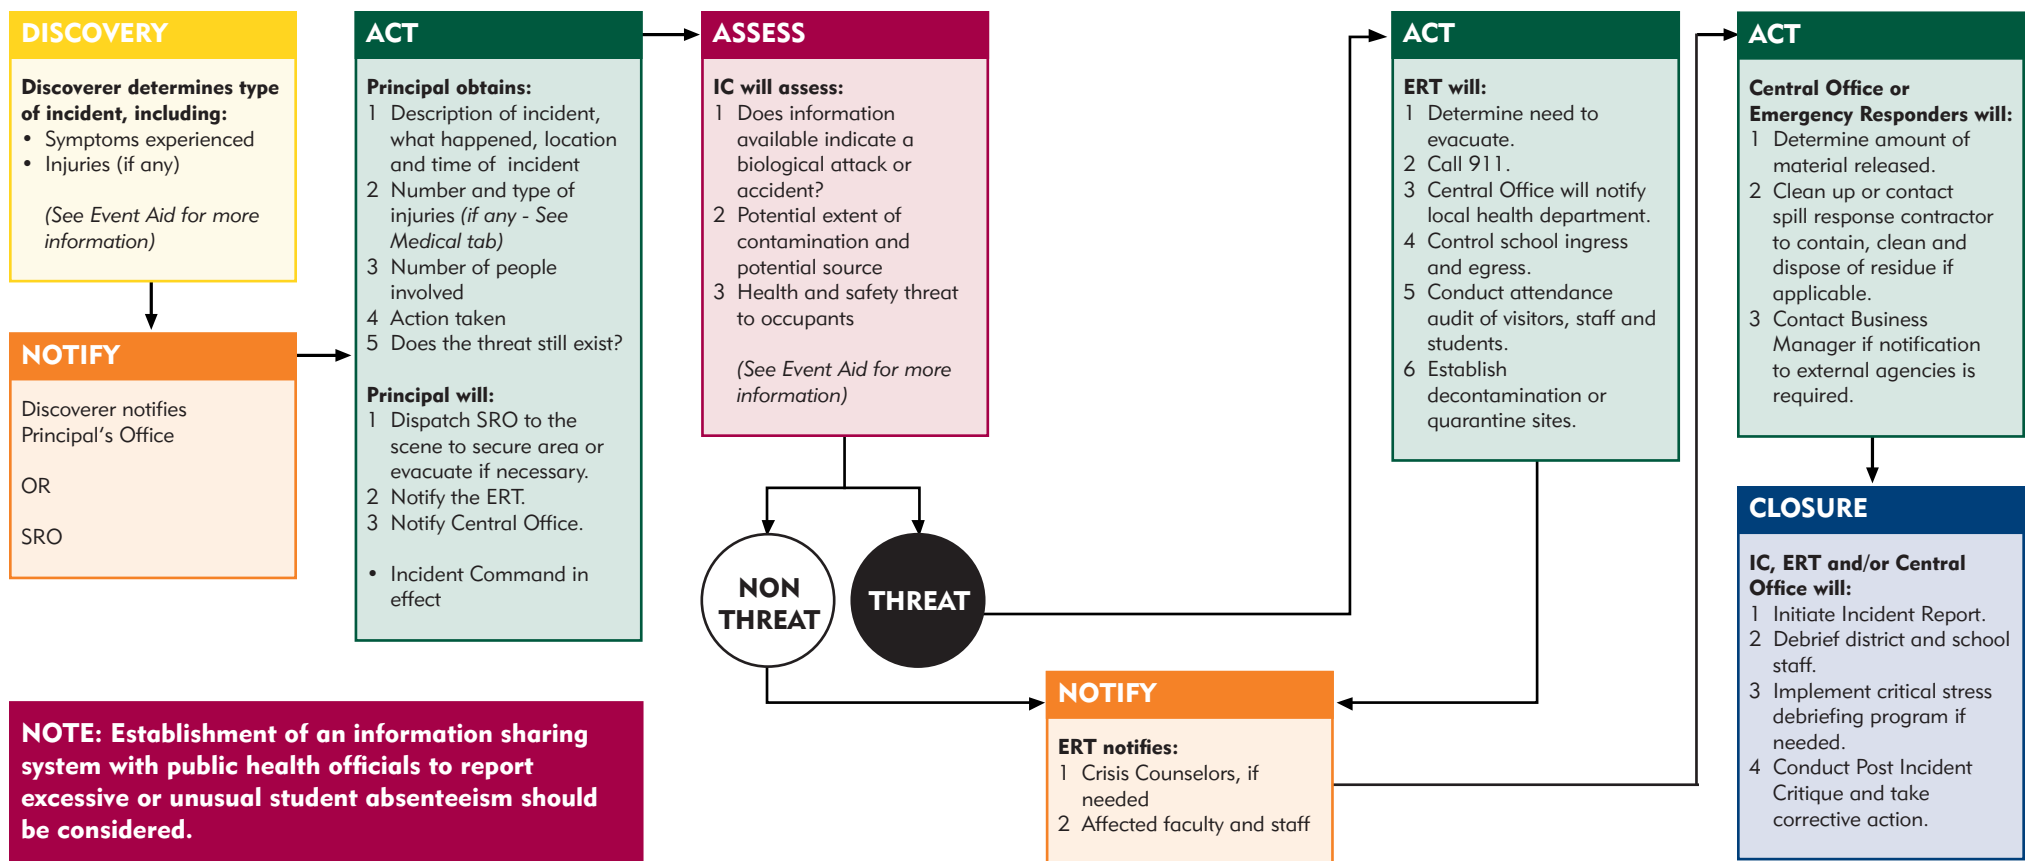 DISCOVERY
Discoverer determines type
of incident, including:
• Symptoms experienced
• Injuries (if any)
(See Event Aid for more
information)
NOTIFY
Discoverer notifies
Principal's Office
OR
SRO
ACT
Principal obtains:
1 Description of incident,
what happened, location
and time of incident
2 Number and type of
injuries (if any - See
Medical tab)
3 Number of people
involved
4 Action taken
5 Does the threat still exist?
Principal will:
1 Dispatch SRO to the
scene to secure area or
evacuate if necessary.
2 Notify the ERT.
3 Notify Central Office.
• Incident Command in
effect
ASSESS
IC will assess:
1 Does information
available indicate a
biological attack or
accident?
2 Potential extent of
contamination and
potential source
3 Health and safety threat
to occupants
(See Event Aid for more
information)
NON
THREAT
THREAT
ACT
ERT will:
1 Determine need to
evacuate.
2 Call 911.
3 Central Office will notify
local health department.
4 Control school ingress
and egress.
5 Conduct attendance
audit of visitors, staff and
students.
6 Establish
decontamination or
quarantine sites.
NOTIFY
ERT notifies:
1 Crisis Counselors, if
needed
2 Affected faculty and staff
ACT
Central Office or
Emergency Responders will:
1 Determine amount of
material released.
2 Clean up or contact
spill response contractor
to contain, clean and
dispose of residue if
applicable.
3 Contact Business
Manager if notification
to external agencies is
required.
CLOSURE
IC, ERT and/or Central
Office will:
1 Initiate Incident Report.
2 Debrief district and school
staff.
3 Implement critical stress
debriefing program if
needed.
4 Conduct Post Incident
Critique and take
corrective action.
NOTE: Establishment of an information sharing
system with public health officials to report
excessive or unusual student absenteeism should
be considered.